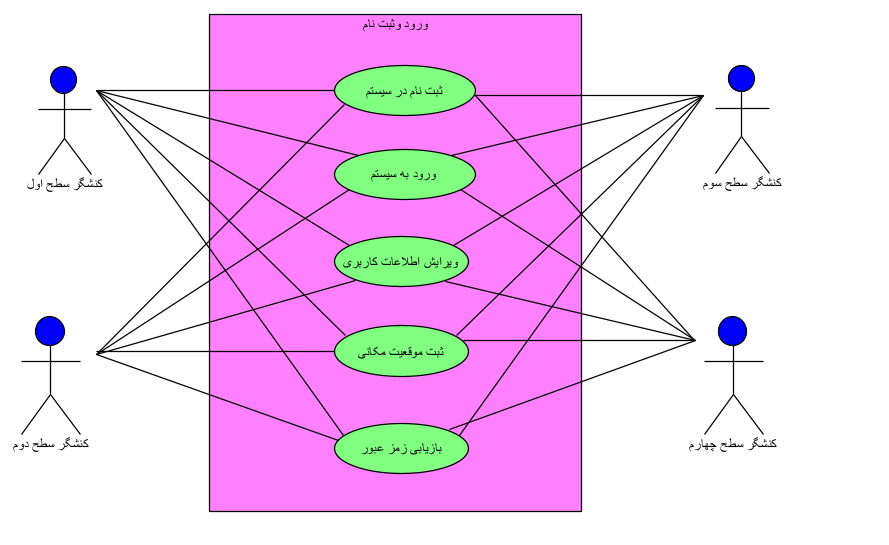 ورود وثبت نام
ثبت نام در سیستم
ورود به سیستم
ویرایش اطلاعات کاربری
ثبت موقعیت مکانی
بازیابی زمز عبور
کنشگر سطح اول
کنشگر سطح سوم
کنشگر سطح دوم
کنشگر سطح چهارم